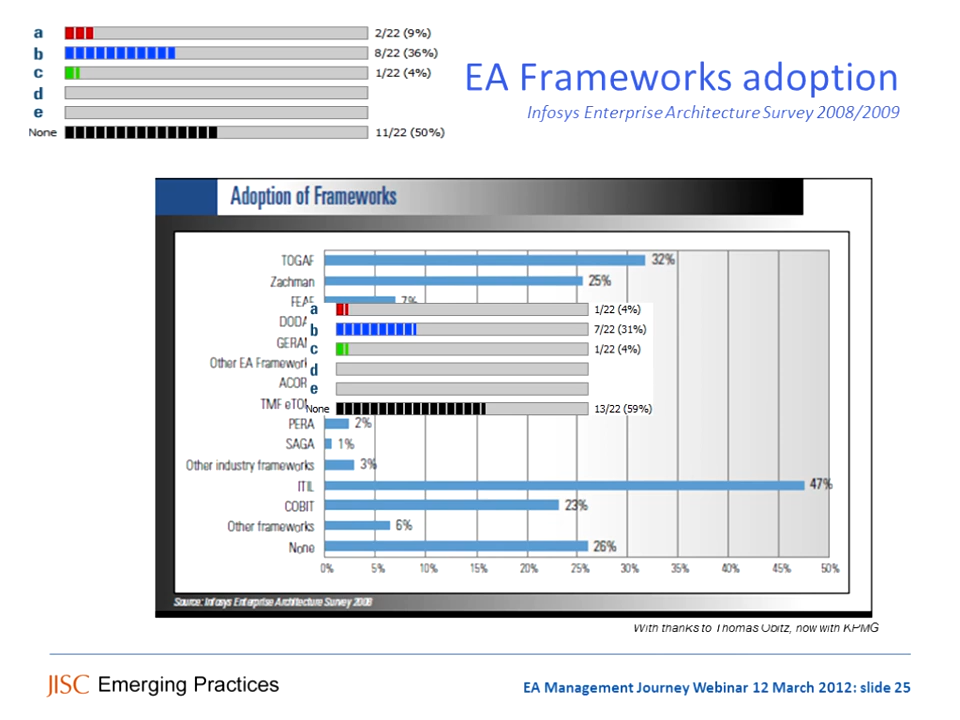 a 2/22 (9%)
b 8/22 (36%)
c 1/22 (4%)
d
e
None 11/22 (50%)
EA Frameworks adoption
Infosys Enterprise Architecture Survey 2008/2009
Adoption of Frameworks
TOGAF 32%
Zachman 25%
7%
a 1/22 (4%)
b 7/22 (31%)
GERAM
c 1/22 (4%)
Other EA Framework
d
e
TMF
None 13/22 (59%)
PERA 2%
SAGA 1%
Other industry frameworks 3%
ITIL 47%
COBIT 23%
Other frameworks 6%
None 26%
0% 5% 10% 15% 20% 25% 30% 35% 40% 45% 50%
Source: Infosys Enterprise Architecture Survey 2008
With thanks to Thomas Obitz, now with KPMG
JISC Emerging Practices
EA Management Journey Webinar 12 March 2012: slide 25